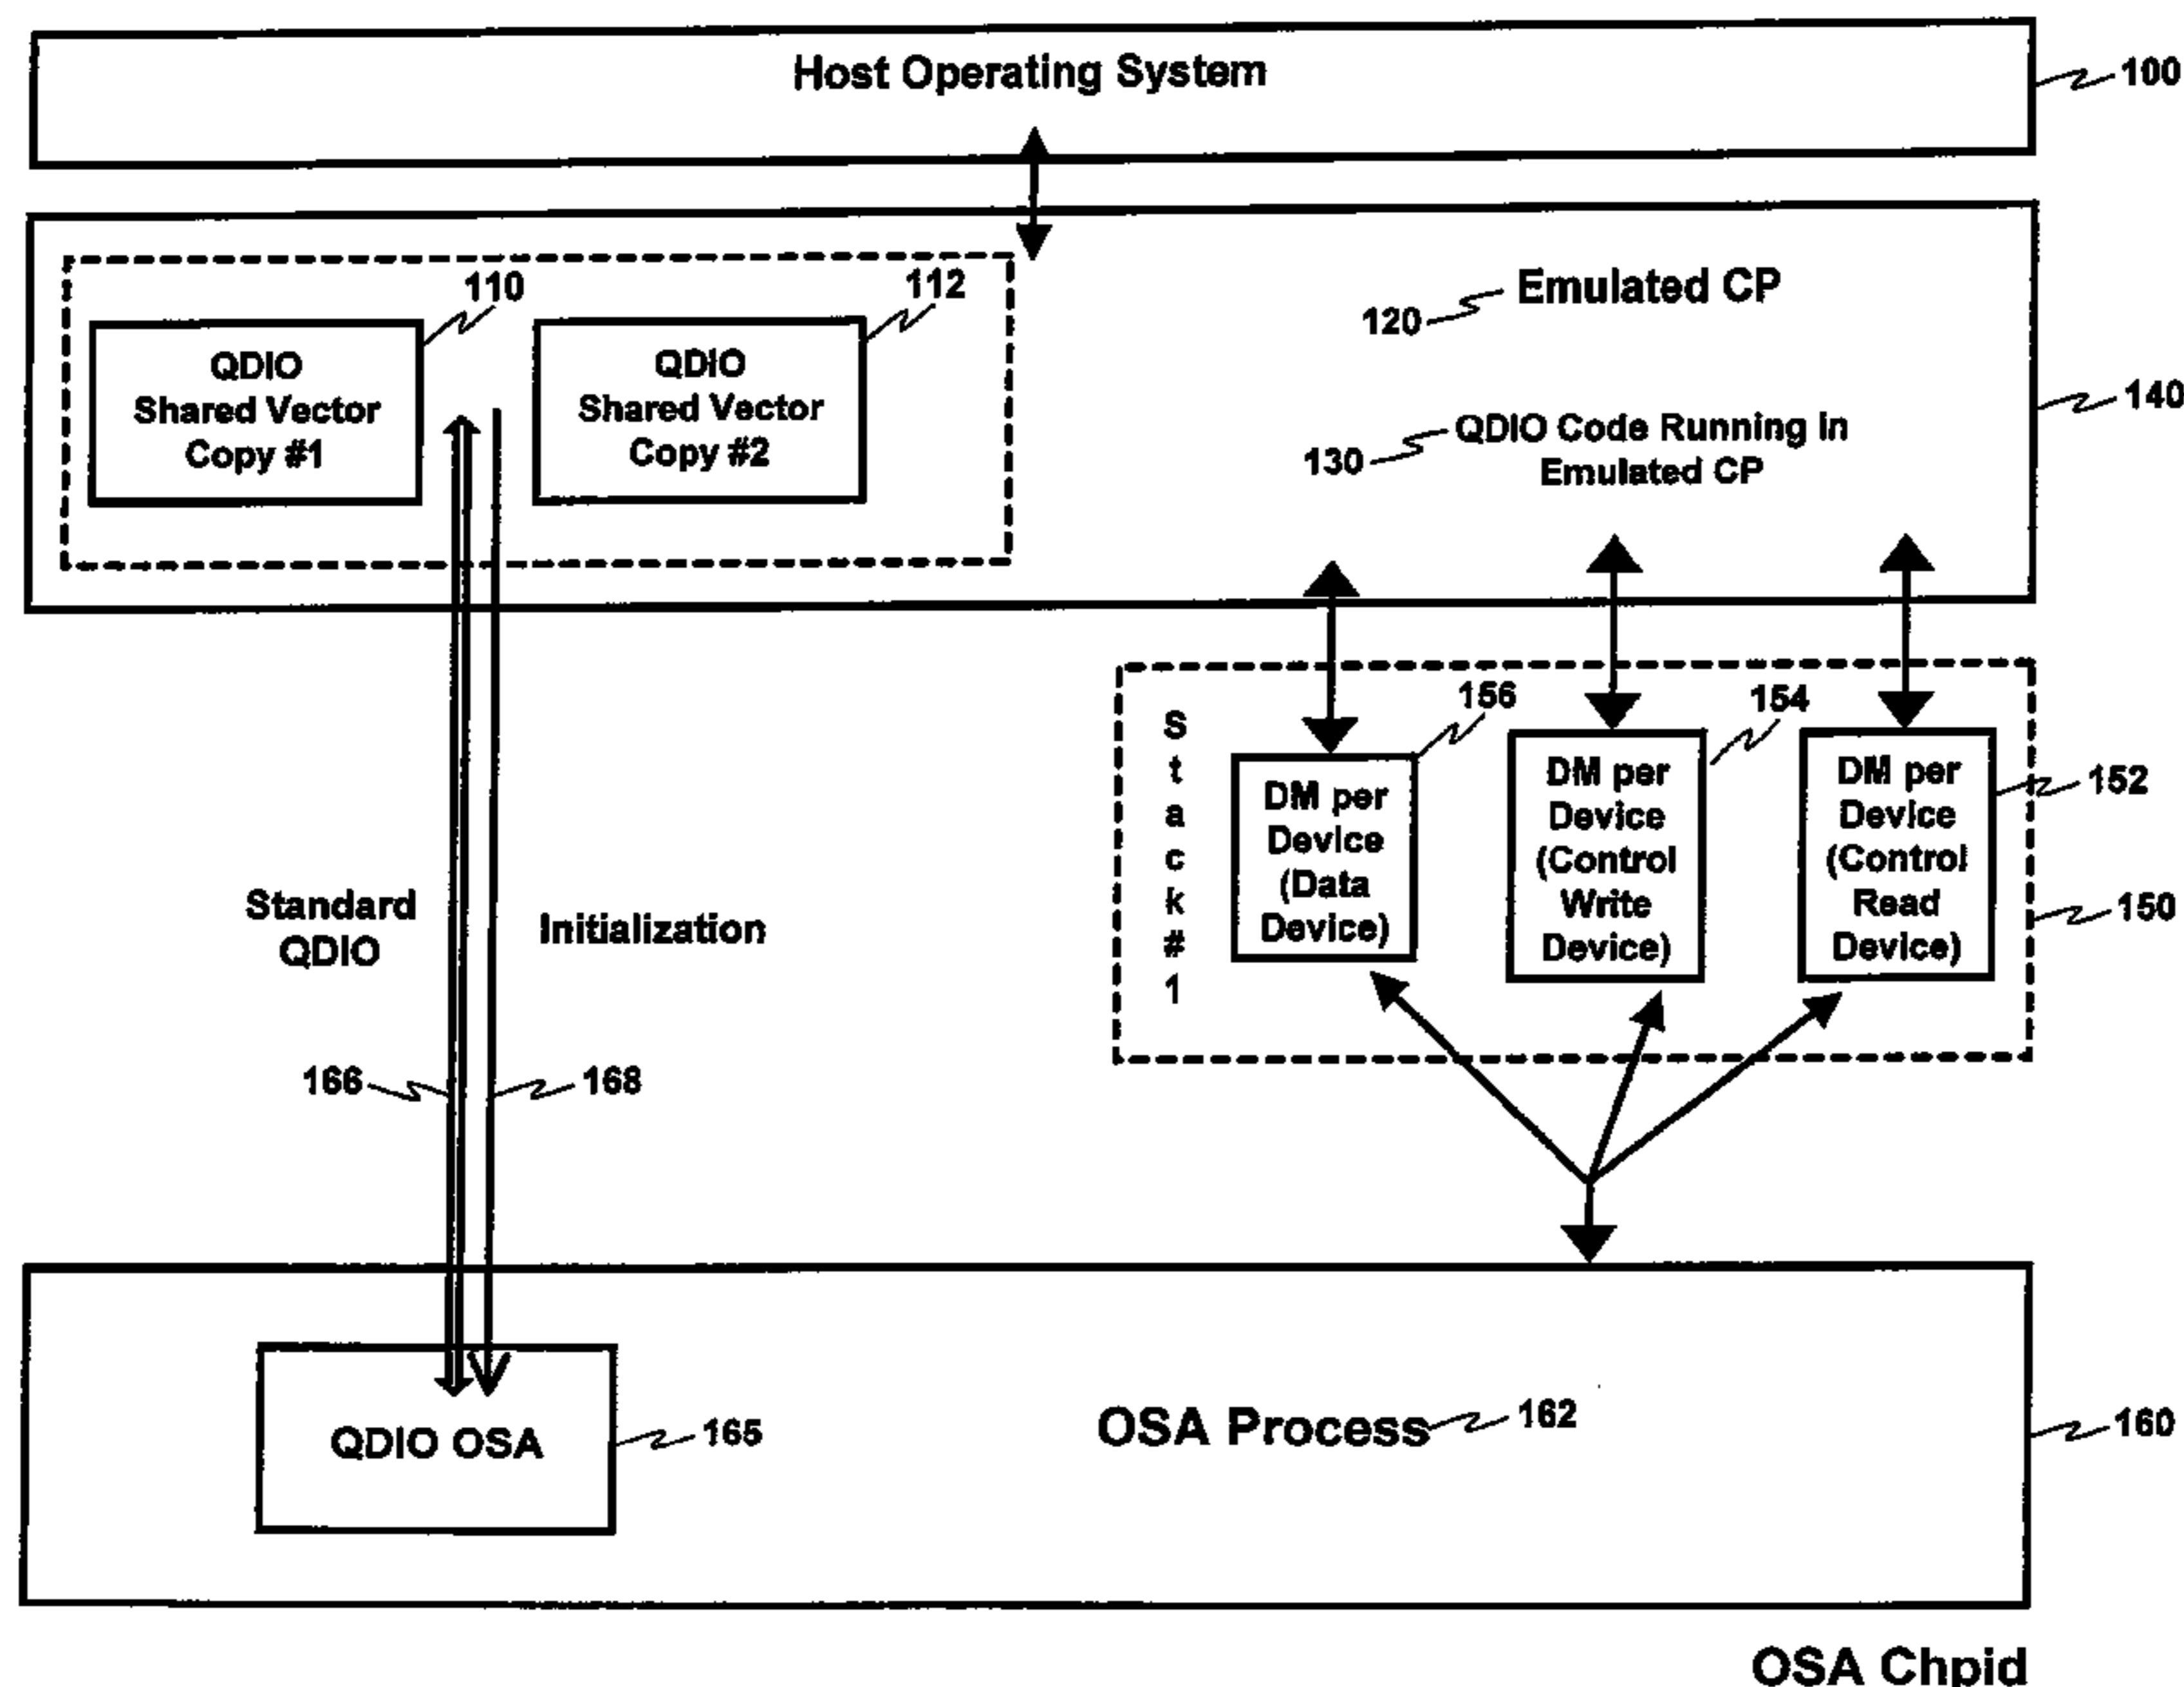 Host Operating System
100
110
112
QDIO
Shared Vector
Copy #1
QDIO
Shared Vector
Copy #2
Emulated CP
120
QDIO Code Running in
Emulated CP
130
140
Stack#1
156
154
152
DM per
Device
(Data
Device)
DM per
Device
(Control
Write
Device)
DM per
Device
(Control
Read
Device)
150
Standard
QDIO
Initialization
166
168
QDIO OSA
165
OSA Process
162
160
OSA Chpid